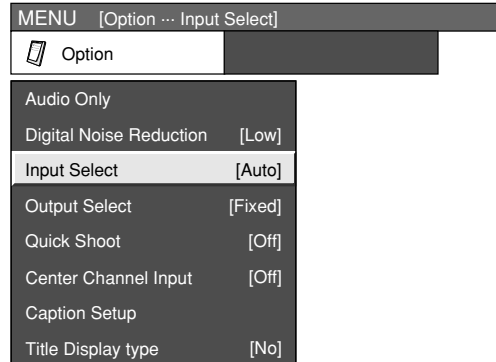 MENU [Option ··· Input Select]
Option
Audio Only
Digital Noise Reduction [Low]
Input Select [Auto]
Output Select [Fixed]
Quick Shoot [Off]
Center Channel Input [Off]
Caption Setup
Title Display type [No]